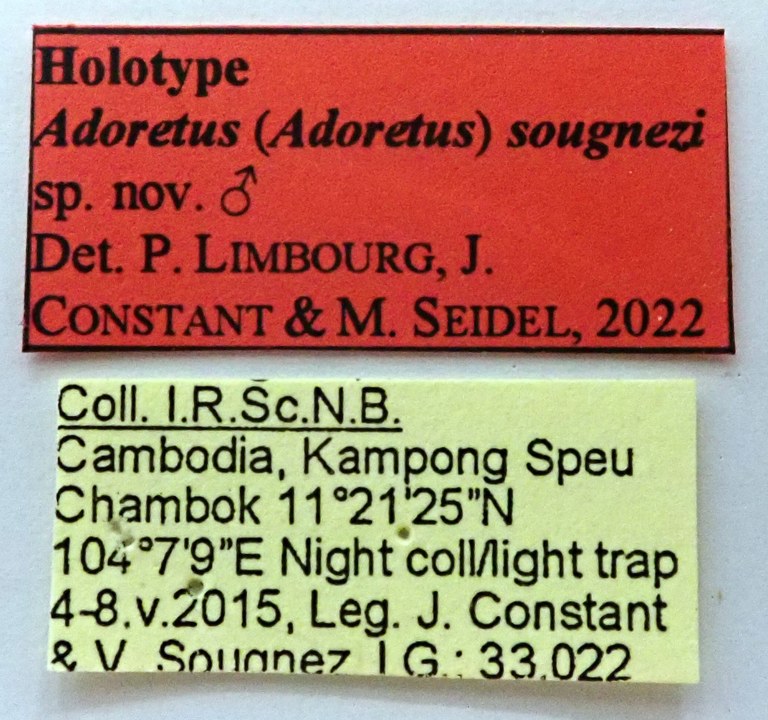 Holotype
Adoretus (Adoretus) sougnezi
sp. nov. ♂
Det. P. LIMBOURG, J.
CONSTANT & M. SEIDEL, 2022
Coll. I.R.Sc.N.B.
Cambodia, Kampong Speu
Chambok 11°21'25"N
104°7'9"E Night coll/light trap
4-8.v.2015, Leg. J. Constant
& V. Sougnez I.G.: 33.022